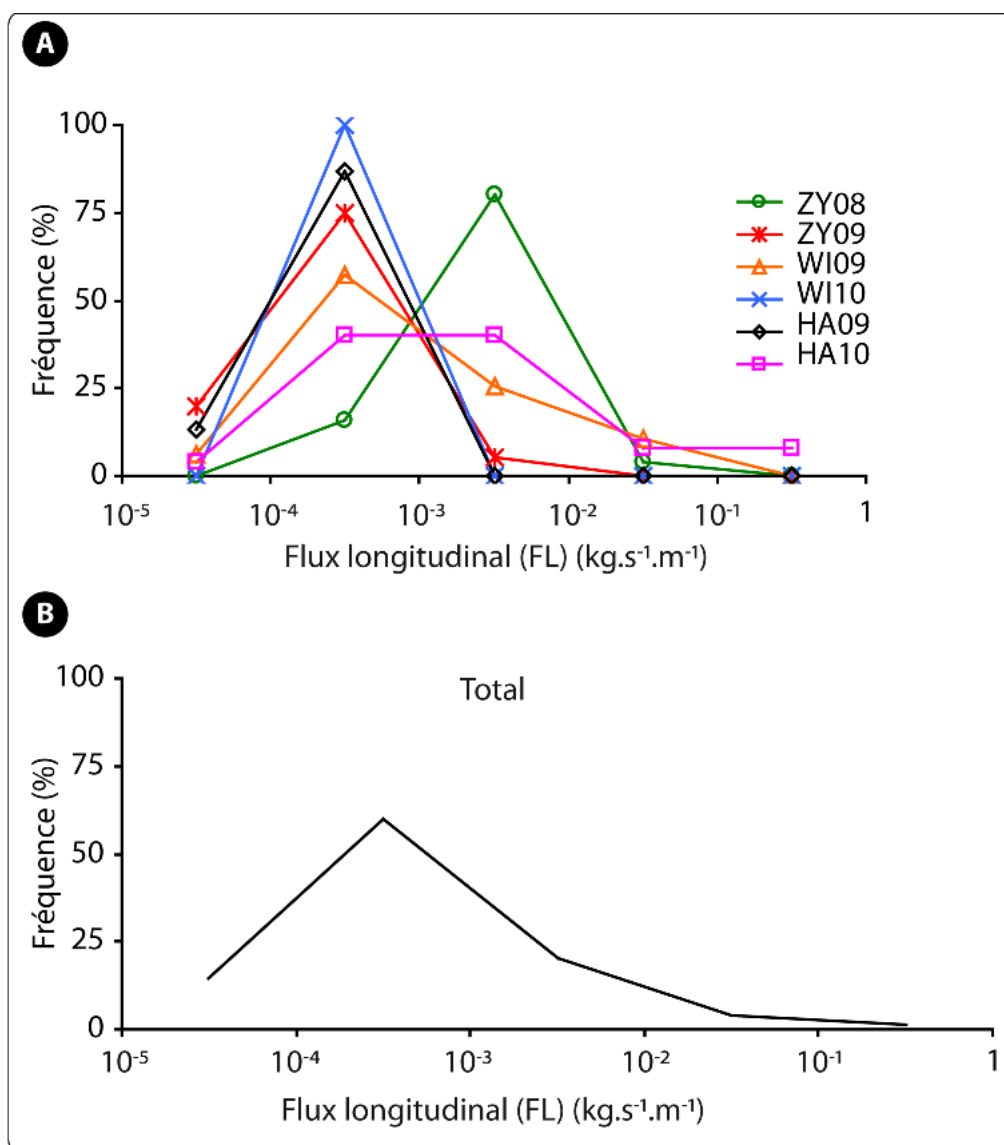 A
100
75
50
25
0
Fréquence (%)
10⁻⁵ 10⁻⁴ 10⁻³ 10⁻² 10⁻¹ 1
Flux longitudinal (FL) (kg.s⁻¹.m⁻¹)
ZY08
ZY09
WI09
WI10
HA09
HA10
B
Total
100
75
50
25
0
Fréquence (%)
10⁻⁵ 10⁻⁴ 10⁻³ 10⁻² 10⁻¹ 1
Flux longitudinal (FL) (kg.s⁻¹.m⁻¹)